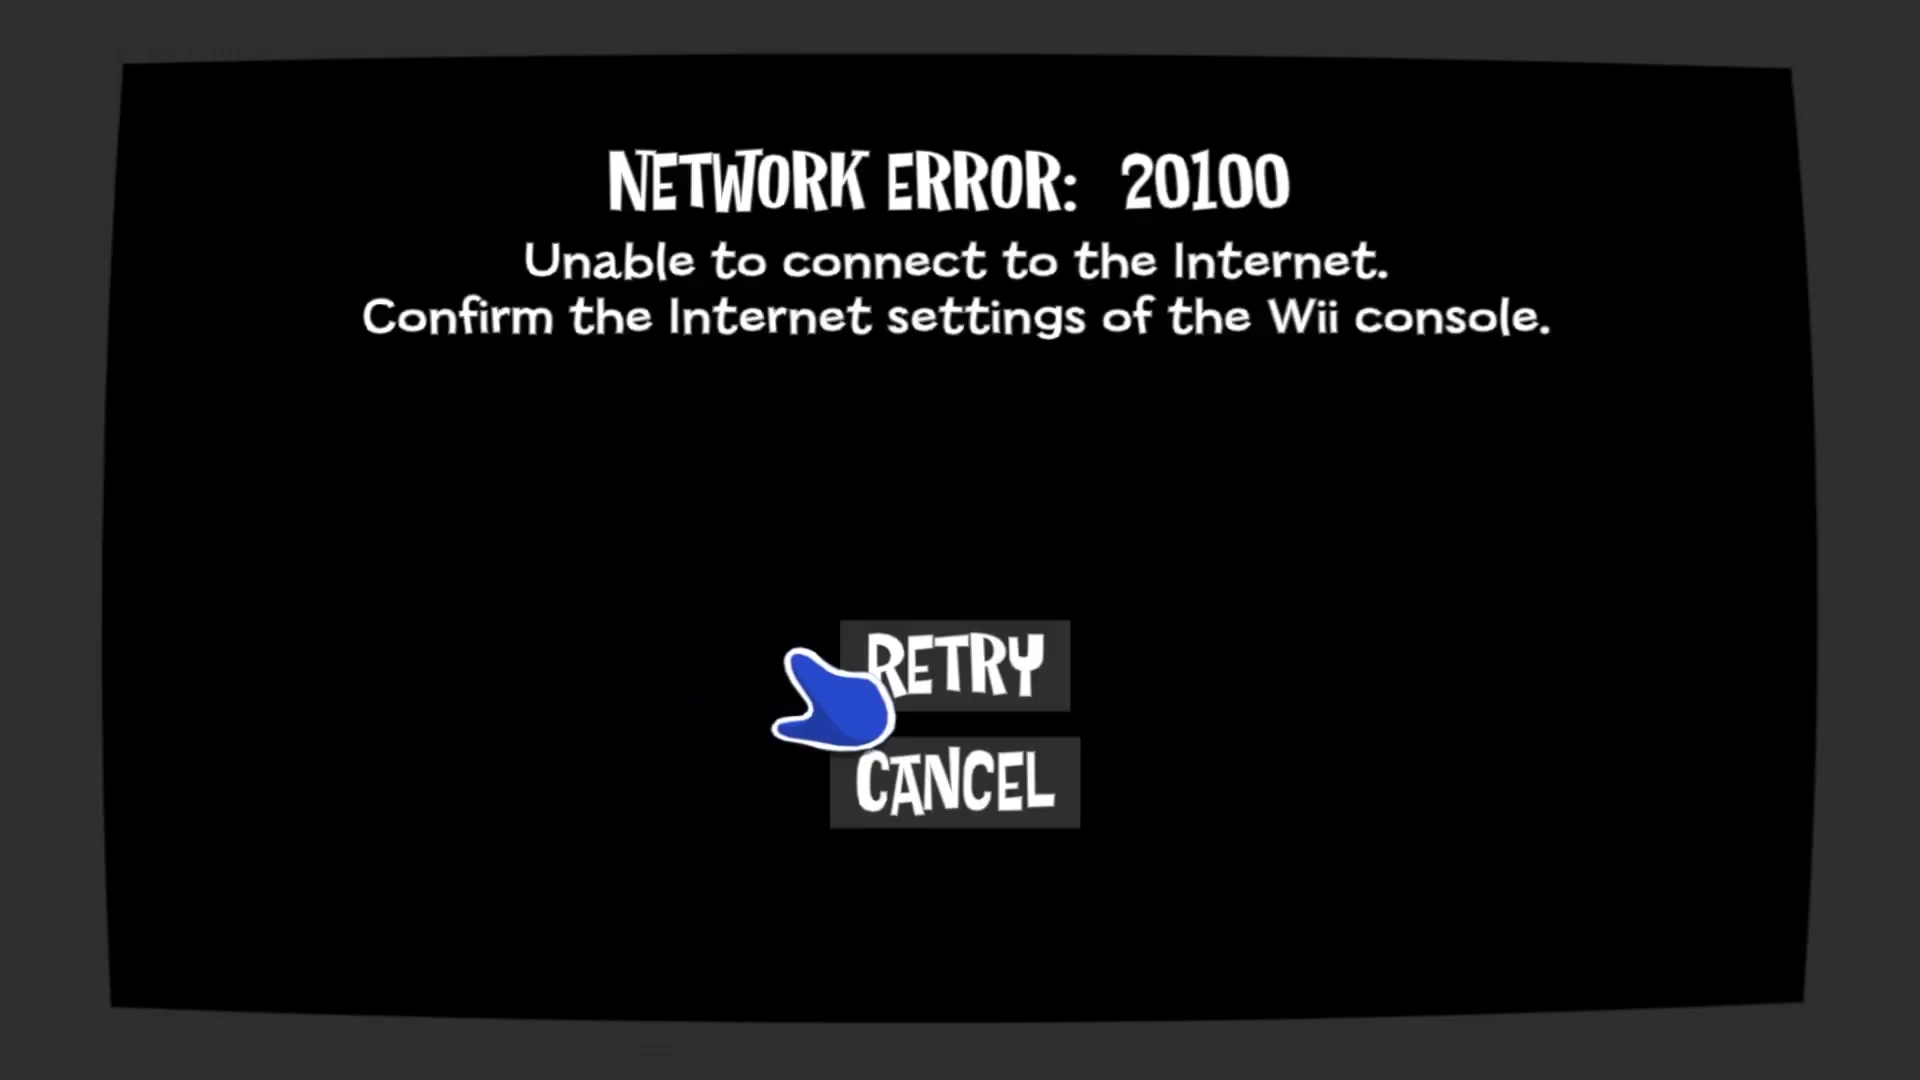 NETWORK ERROR: 20100
Unable to connect to the Internet.
Confirm the Internet settings of the Wii console.
RETRY
CANCEL